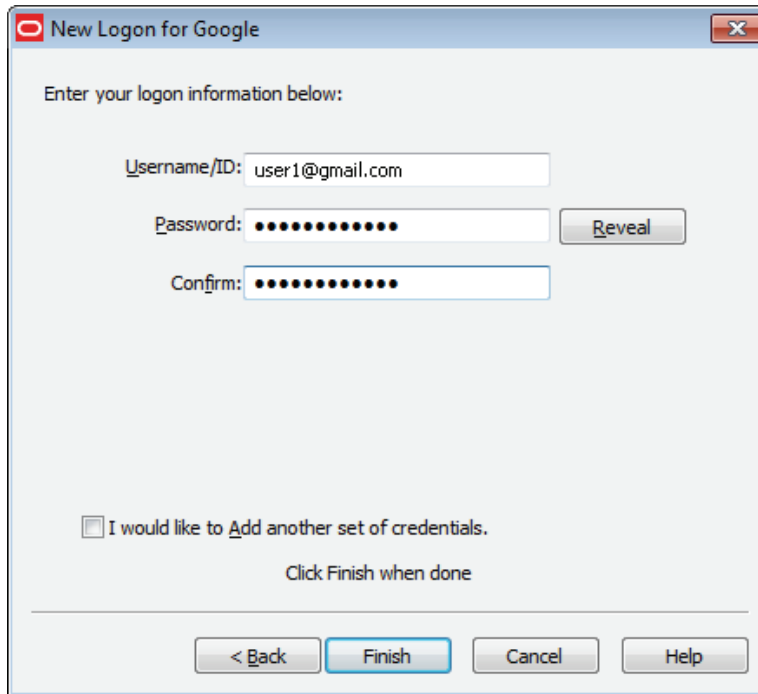 New Logon for Google
Enter your logon information below:
Username/ID: user1@gmail.com
Password: ●●●●●●●●●●●● Reveal
Confirm: ●●●●●●●●●●●●
I would like to Add another set of credentials.
Click Finish when done
< Back Finish Cancel Help